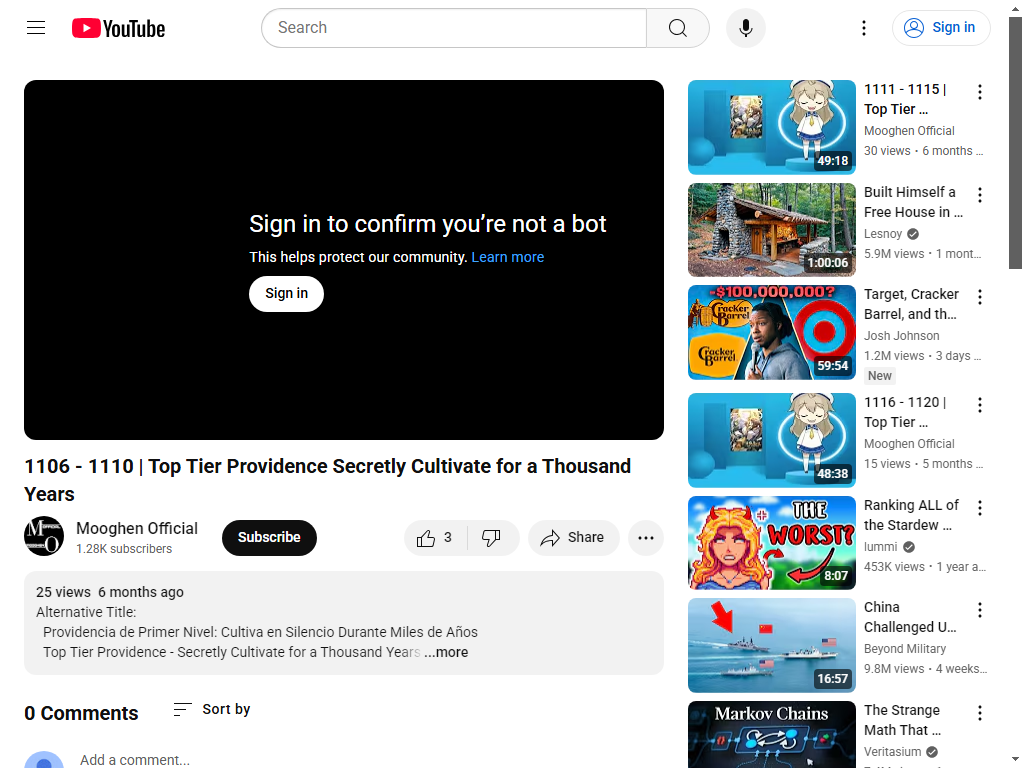 YouTube
Search
Sign in
Sign in to confirm you’re not a bot
This helps protect our community. Learn more
Sign in
1106 - 1110 | Top Tier Providence Secretly Cultivate for a Thousand
Years
Mooghen Official
1.28K subscribers
Subscribe
3
Share
25 views 6 months ago
Alternative Title:
Providencia de Primer Nivel: Cultiva en Silencio Durante Miles de Años
Top Tier Providence - Secretly Cultivate for a Thousand Years ...more
0 Comments
Sort by
Add a comment...
49:18
1111 - 1115 |
Top Tier ...
Mooghen Official
30 views • 6 months ...
1:00:06
Built Himself a
Free House in ...
Lesnoy
5.9M views • 1 mont...
-$100,000,000?
Cracker
Barrel
Cracker
Barrel
59:54
Target, Cracker
Barrel, and th...
Josh Johnson
1.2M views • 3 days ...
New
48:38
1116 - 1120 |
Top Tier ...
Mooghen Official
15 views • 5 months ...
THE
WORST?
8:07
Ranking ALL of
the Stardew ...
lummi
453K views • 1 year a...
16:57
China
Challenged U...
Beyond Military
9.8M views • 4 weeks...
Markov Chains
The Strange
Math That ...
Veritasium